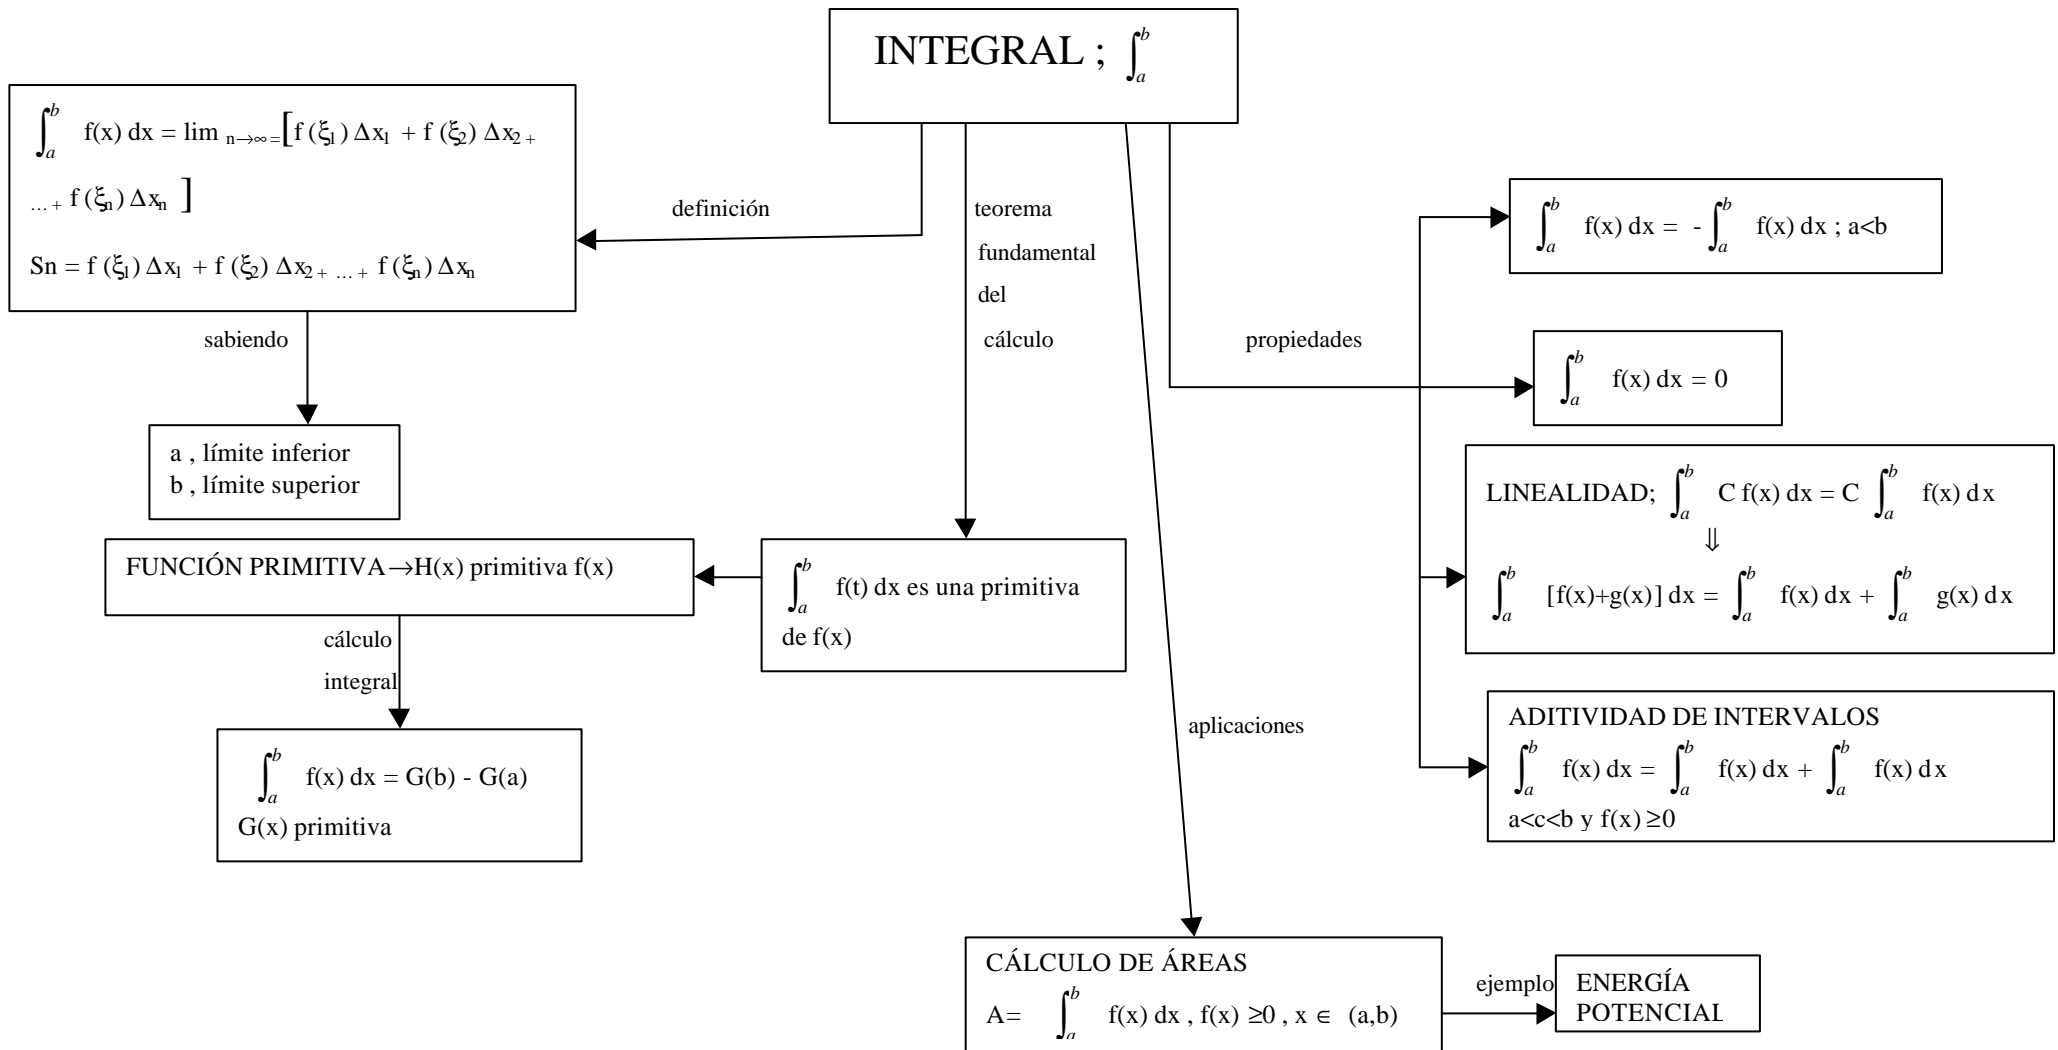 INTEGRAL ; ∫_a^b
∫_a^b f(x) dx = lim n→∞ = [f (ξ1) Δx1 + f (ξ2) Δx2 +
... + f (ξn) Δxn ]
Sn = f (ξ1) Δx1 + f (ξ2) Δx2 + ... + f (ξn) Δxn
definición
sabiendo
a , límite inferior
b , límite superior
teorema
fundamental
del
cálculo
∫_a^b f(t) dx es una primitiva
de f(x)
FUNCIÓN PRIMITIVA→H(x) primitiva f(x)
cálculo
integral
∫_a^b f(x) dx = G(b) - G(a)
G(x) primitiva
propiedades
∫_a^b f(x) dx = - ∫_a^b f(x) dx ; a<b
∫_a^b f(x) dx = 0
LINEALIDAD; ∫_a^b C f(x) dx = C ∫_a^b f(x) dx
⇓
∫_a^b [f(x)+g(x)] dx = ∫_a^b f(x) dx + ∫_a^b g(x) dx
ADITIVIDAD DE INTERVALOS
∫_a^b f(x) dx = ∫_a^b f(x) dx + ∫_a^b f(x) dx
a<c<b y f(x) ≥0
aplicaciones
CÁLCULO DE ÁREAS
A= ∫_a^b f(x) dx , f(x) ≥0 , x ∈ (a,b)
ejemplo
ENERGÍA
POTENCIAL